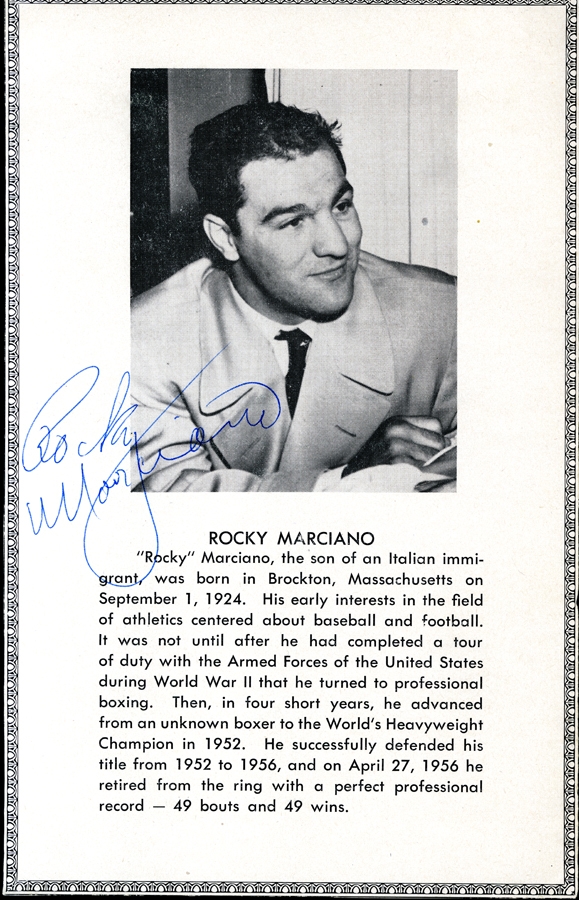 Rocky
Marciano
ROCKY MARCIANO
"Rocky" Marciano, the son of an Italian immi-
grant, was born in Brockton, Massachusetts on
September 1, 1924. His early interests in the field
of athletics centered about baseball and football.
It was not until after he had completed a tour
of duty with the Armed Forces of the United States
during World War II that he turned to professional
boxing. Then, in four short years, he advanced
from an unknown boxer to the World's Heavyweight
Champion in 1952. He successfully defended his
title from 1952 to 1956, and on April 27, 1956 he
retired from the ring with a perfect professional
record — 49 bouts and 49 wins.